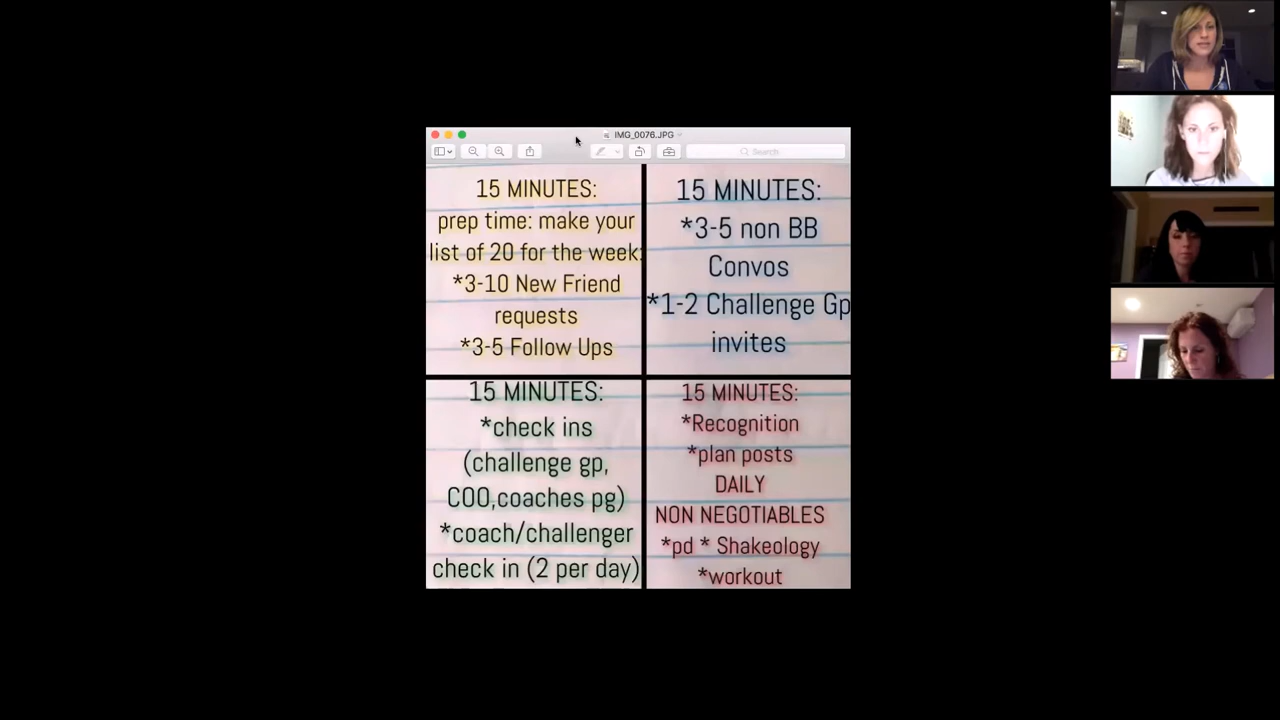 IMG_0076.JPG
Search
15 MINUTES:
prep time: make your
list of 20 for the week:
*3-10 New Friend
requests
*3-5 Follow Ups
15 MINUTES:
*3-5 non BB
Convos
*1-2 Challenge Gp
invites
15 MINUTES:
*check ins
(challenge gp,
COO,coaches pg)
*coach/challenger
check in (2 per day)
15 MINUTES:
*Recognition
*plan posts
DAILY
NON NEGOTIABLES
*pd * Shakeology
*workout